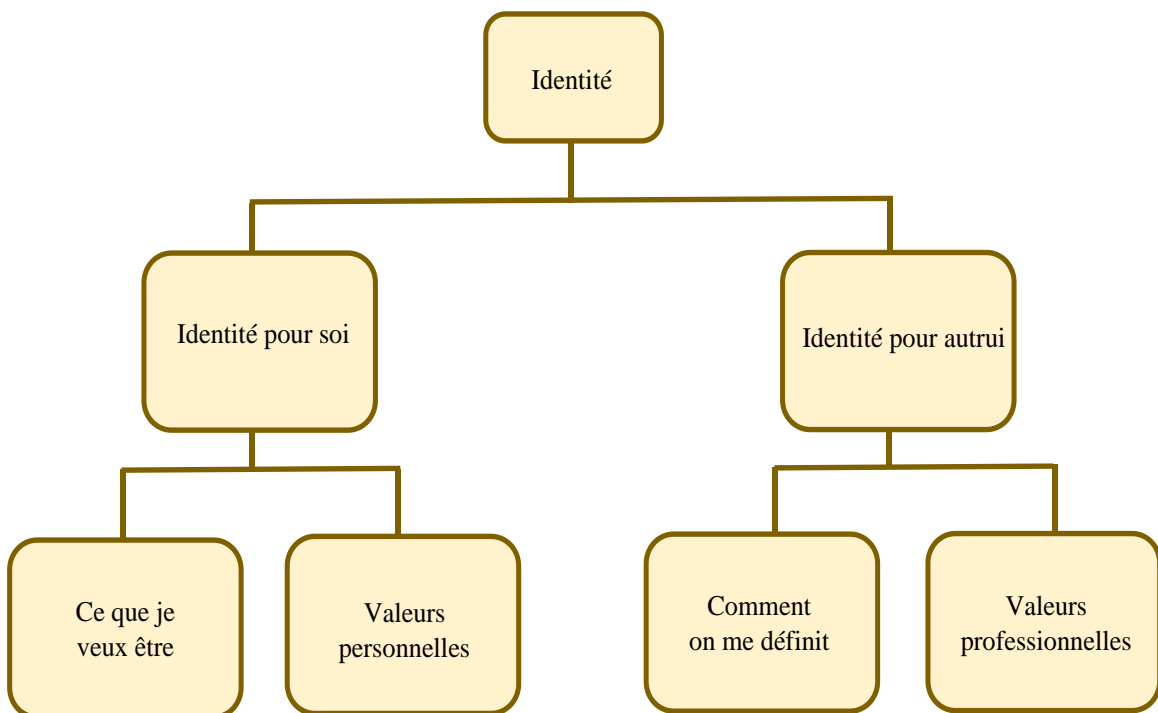 Identité
Identité pour soi
Identité pour autrui
Ce que je
veux être
Valeurs
personnelles
Comment
on me définit
Valeurs
professionnelles